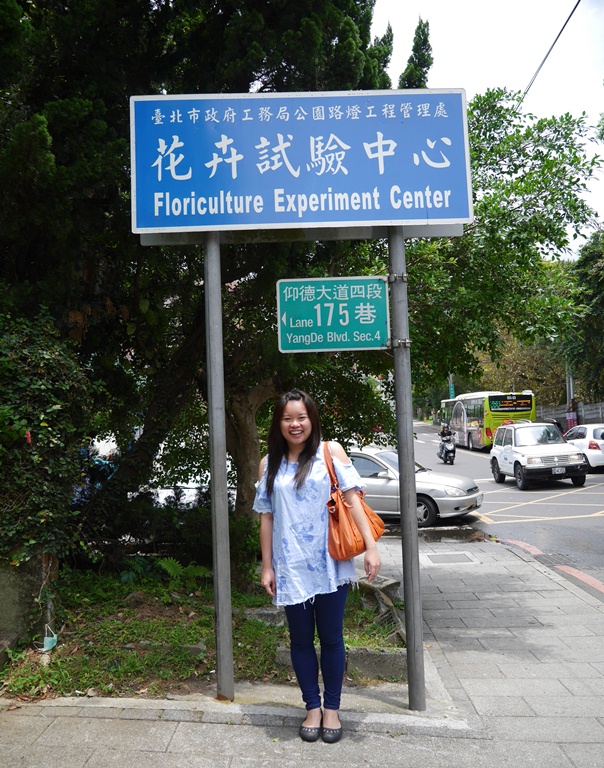 臺北市政府工務局公園路燈工程管理處
花卉試驗中心
Floriculture Experiment Center
仰德大道四段
Lane 175 巷
YangDe Blvd. Sec.4